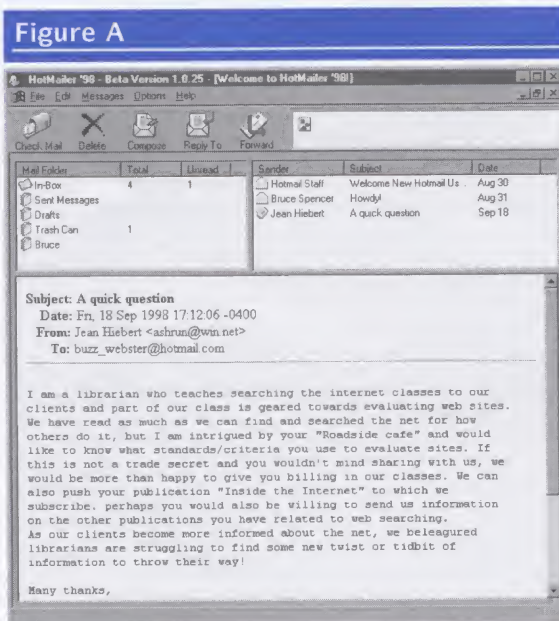 Figure A
HotMailer '98 - Beta Version 1.0.25 - [Welcome to HotMailer '98!]
File Edit Messages Options Help
Check Mail Delete Compose Reply To Forward
Mail Folder Total Unread
In-Box 4 1
Sent Messages
Drafts
Trash Can 1
Bruce
Sender Subject Date
Hotmail Staff Welcome New Hotmail Us... Aug 30
Bruce Spencer Howdy! Aug 31
Jean Hiebert A quick question Sep 18
Subject: A quick question
Date: Fri, 18 Sep 1998 17:12:06 -0400
From: Jean Hiebert <ashrun@win.net>
To: buzz_webster@hotmail.com
I am a librarian who teaches searching the internet classes to our
clients and part of our class is geared towards evaluating web sites.
We have read as much as we can find and searched the net for how
others do it, but I am intrigued by your "Roadside cafe" and would
like to know what standards/criteria you use to evaluate sites. If
this is not a trade secret and you wouldn't mind sharing with us, we
would be more than happy to give you billing in our classes. We can
also push your publication "Inside the Internet" to which we
subscribe. perhaps you would also be willing to send us information
on the other publications you have related to web searching.
As our clients become more informed about the net, we beleagured
librarians are struggling to find some new twist or tidbit of
information to throw their way!
Many thanks,